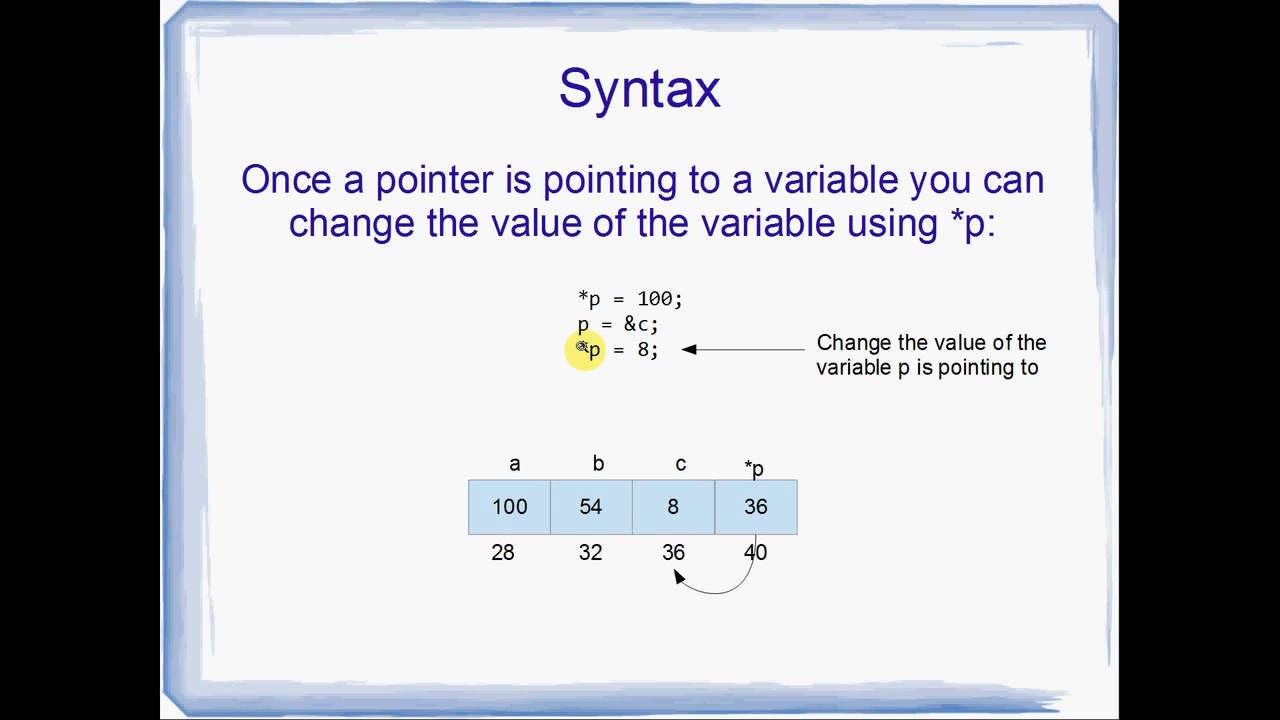 Syntax
Once a pointer is pointing to a variable you can
change the value of the variable using *p:
*p = 100;
p = &c;
*p = 8;
Change the value of the
variable p is pointing to
a b c *p
100 54 8 36
28 32 36 40